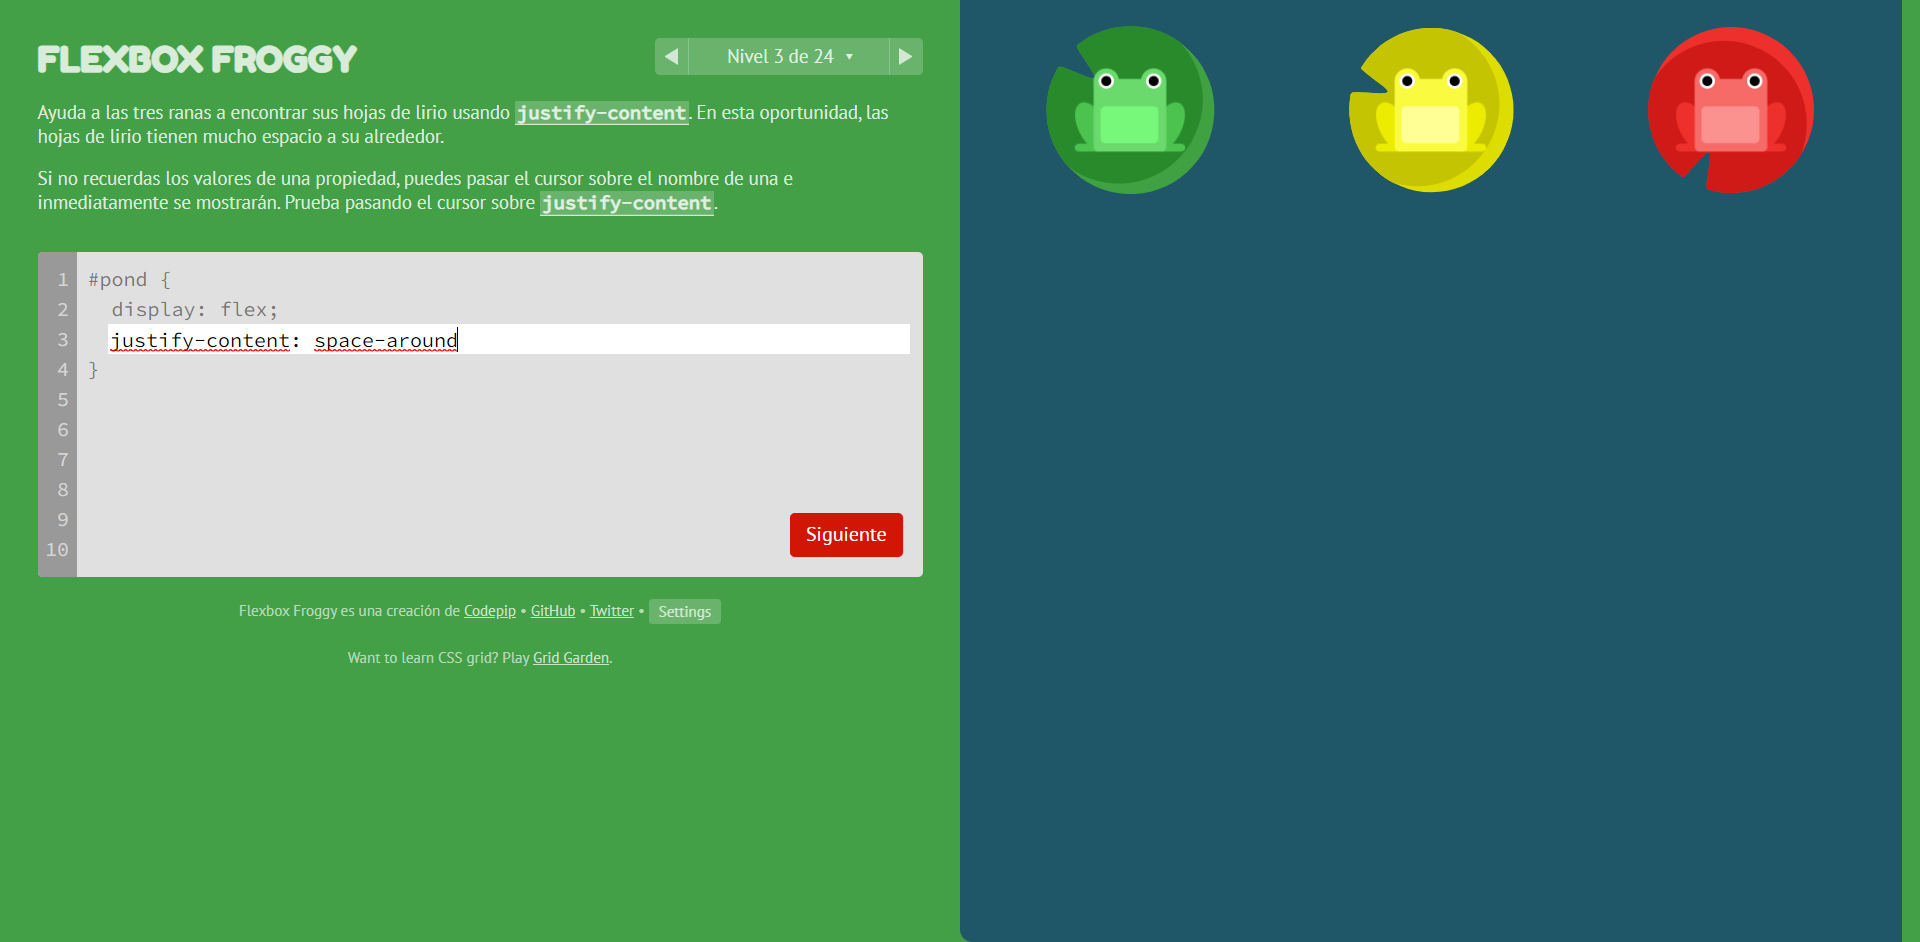 FLEXBOX FROGGY
Nivel 3 de 24
Ayuda a las tres ranas a encontrar sus hojas de lirio usando justify-content. En esta oportunidad, las
hojas de lirio tienen mucho espacio a su alrededor.
Si no recuerdas los valores de una propiedad, puedes pasar el cursor sobre el nombre de una e
inmediatamente se mostrarán. Prueba pasando el cursor sobre justify-content.
1 #pond {
2 display: flex;
3 justify-content: space-around
4 }
5
6
7
8
9
10
Siguiente
Flexbox Froggy es una creación de Codepip • GitHub • Twitter • Settings
Want to learn CSS grid? Play Grid Garden.